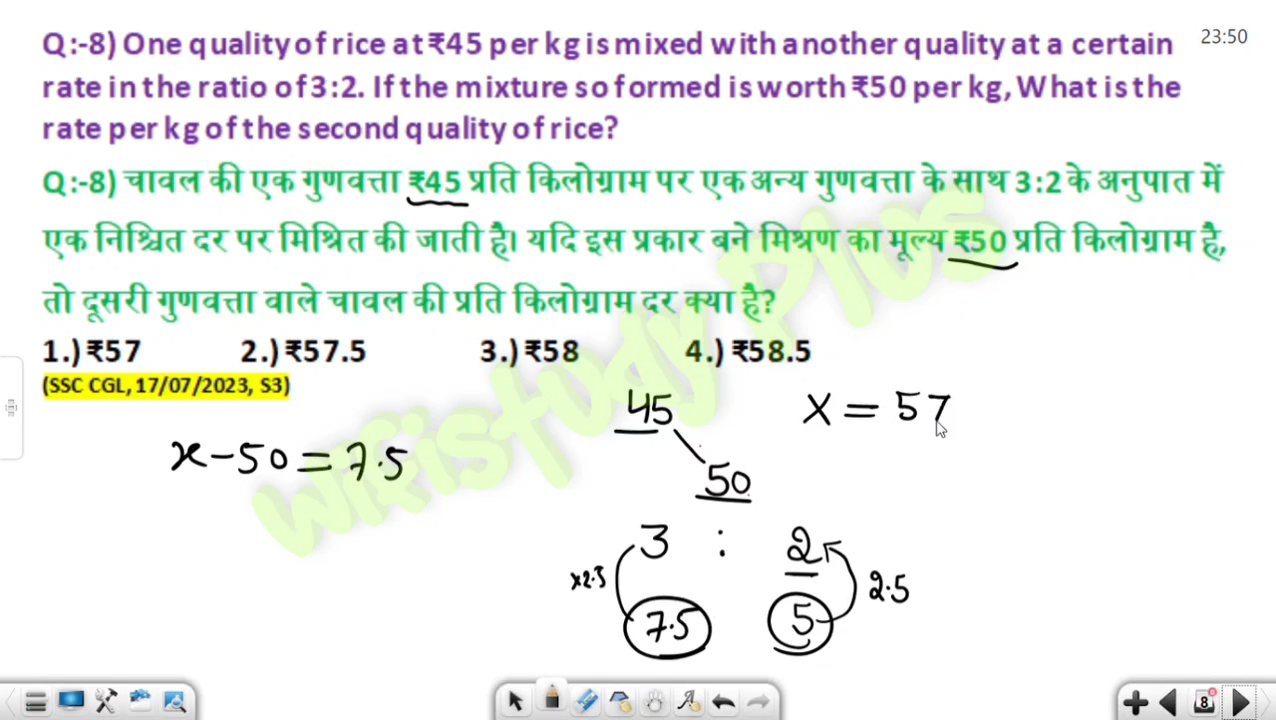 Q:-8) One quality of rice at ₹45 per kg is mixed with another quality at a certain
23:50
rate in the ratio of 3:2. If the mixture so formed is worth ₹50 per kg, What is the
rate per kg of the second quality of rice?
Q:-8) चावल की एक गुणवत्ता ₹45 प्रति किलोग्राम पर एक अन्य गुणवत्ता के साथ 3:2 के अनुपात में
एक निश्चित दर पर मिश्रित की जाती है। यदि इस प्रकार बने मिश्रण का मूल्य ₹50 प्रति किलोग्राम है,
तो दूसरी गुणवत्ता वाले चावल की प्रति किलोग्राम दर क्या है?
1.) ₹57 2.) ₹57.5 3.) ₹58 4.) ₹58.5
(SSC CGL, 17/07/2023, S3)
45 x = 57
x - 50 = 7.5
50
3 : 2
x2.5 2.5
7.5 5
wifistudy Plus
8